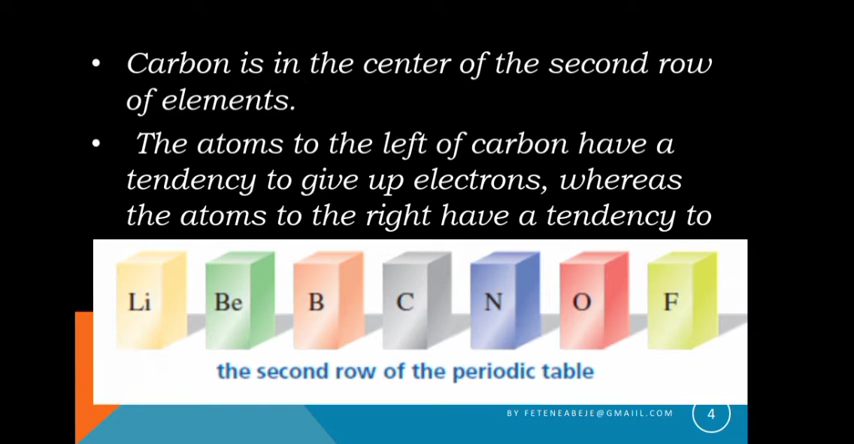 • Carbon is in the center of the second row
of elements.
• The atoms to the left of carbon have a
tendency to give up electrons, whereas
the atoms to the right have a tendency to
Li Be B C N O F
the second row of the periodic table
BY FETENEABEJE@GMAIIL.COM 4